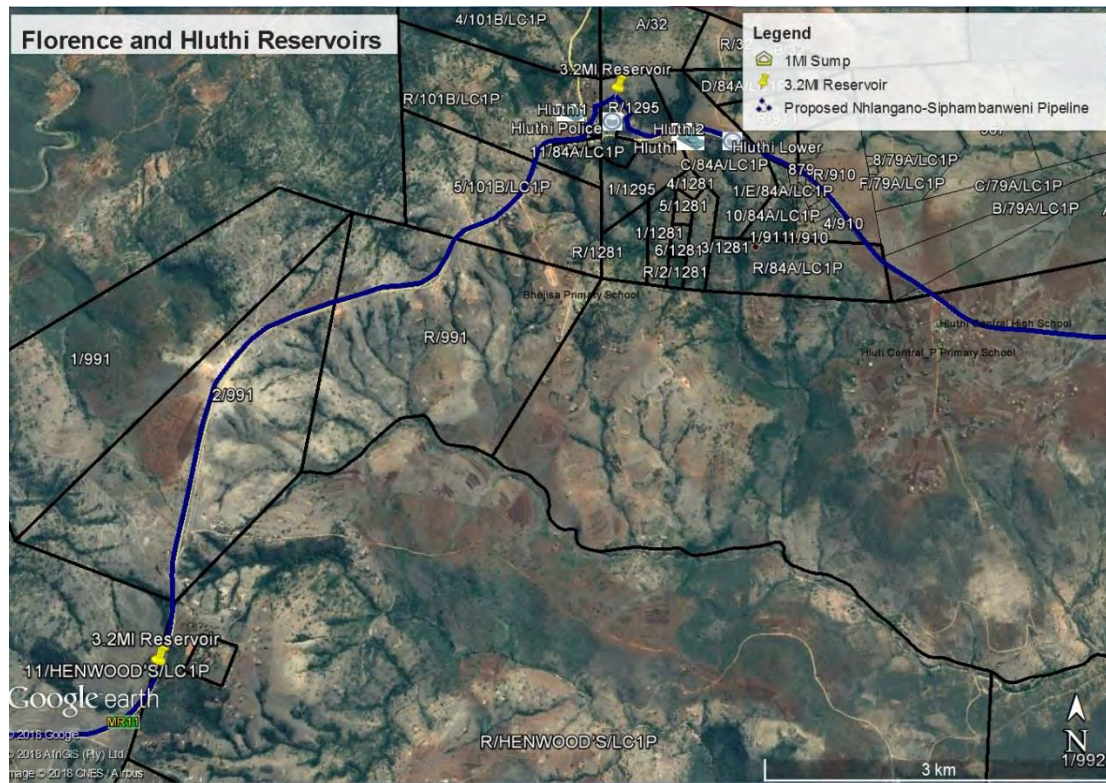 Florence and Hluthi Reservoirs
Legend
1Ml Sump
3.2Ml Reservoir
Proposed Nhlangano-Siphambanweni Pipeline
4/101B/LC1P
A/32
R/32
3.2Ml Reservoir
D/84A/LC1P
R/101B/LC1P
Hluthi1
R/1295
R/911
Hluthi Police
Hluthi2
Hluthi
Hluthi Lower
11/84A/LC1P
C/84A/LC1P
8/79A/LC1P
879
R/910
5/101B/LC1P
4/1281
F/79A/LC1P
C/79A/LC1P
1/1295
1/E/84A/LC1P
5/1281
B/79A/LC1P
10/84A/LC1P
4/910
1/1281
1/911
1/910
R/1281
6/1281
3/1281
R/2/1281
R/84A/LC1P
Bhejisa Primary School
Hluthi Central High School
R/991
1/991
Hluti Central_P Primary School
2/991
3.2Ml Reservoir
11/HENWOOD'S/LC1P
Google earth
MR11
© 2018 Google
© 2018 AfriGIS (Pty) Ltd.
Image © 2018 CNES / Airbus
R/HENWOOD'S/LC1P
N
1/992
3 km